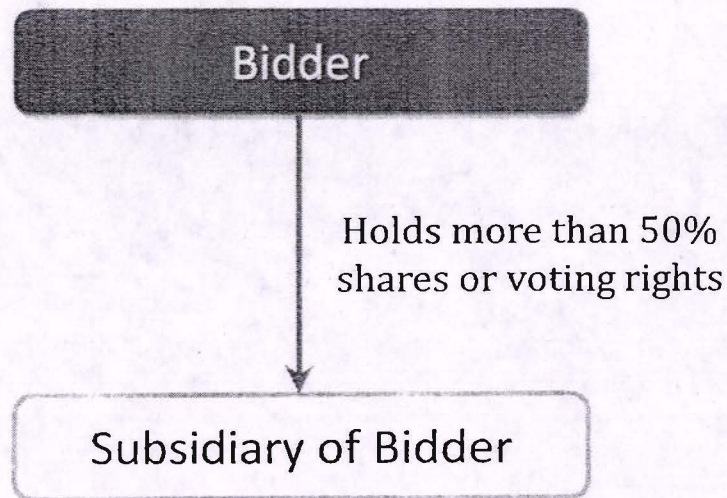 Bidder
Holds more than 50%
shares or voting rights
Subsidiary of Bidder